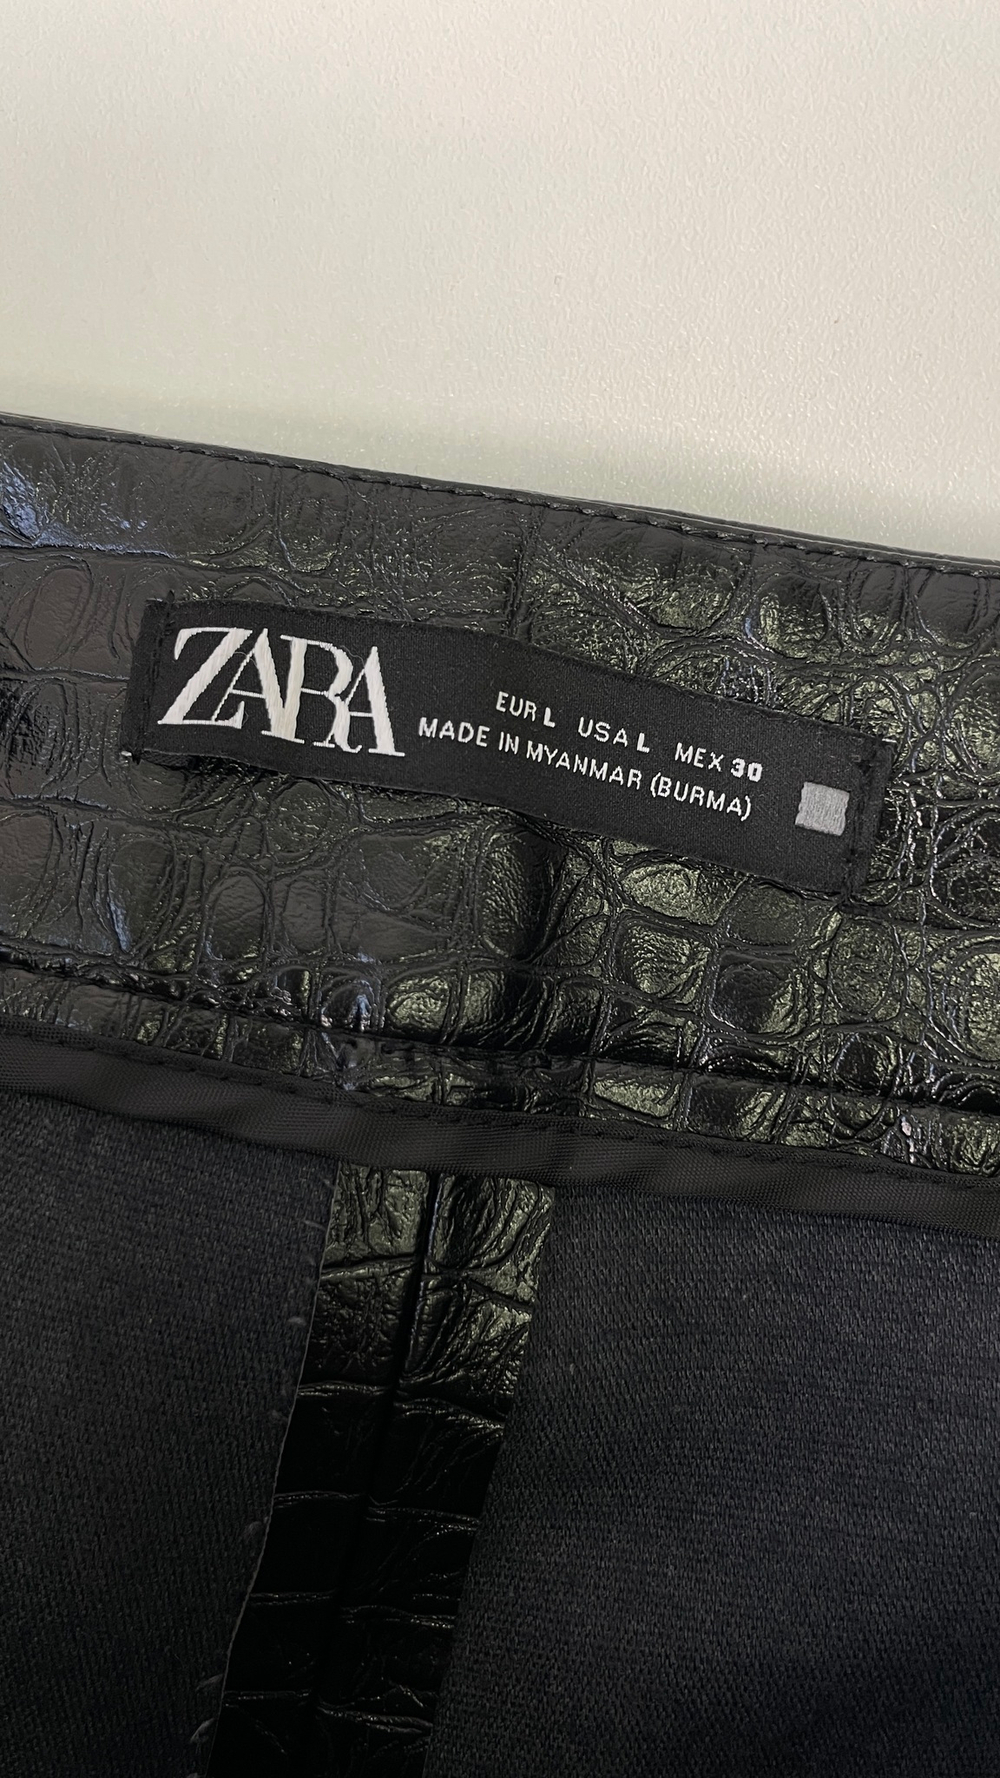 ZARA
EUR L USA L MEX 30
MADE IN MYANMAR (BURMA)